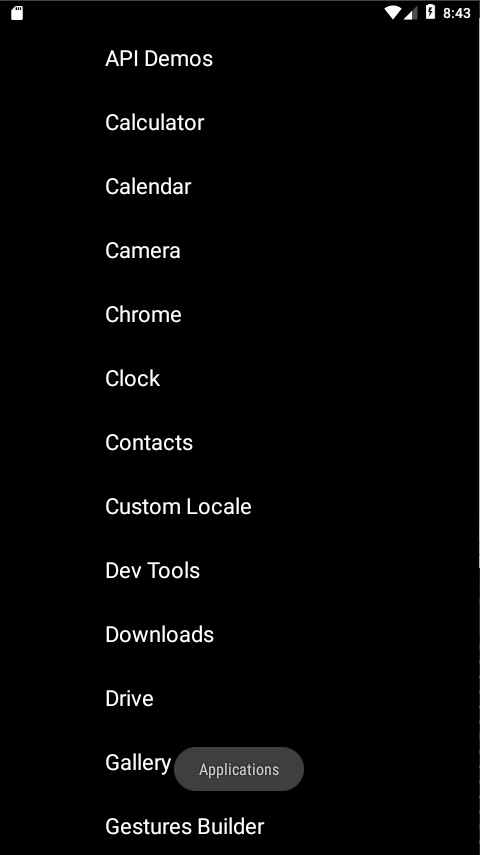 8:43
API Demos
Calculator
Calendar
Camera
Chrome
Clock
Contacts
Custom Locale
Dev Tools
Downloads
Drive
Gallery
Applications
Gestures Builder